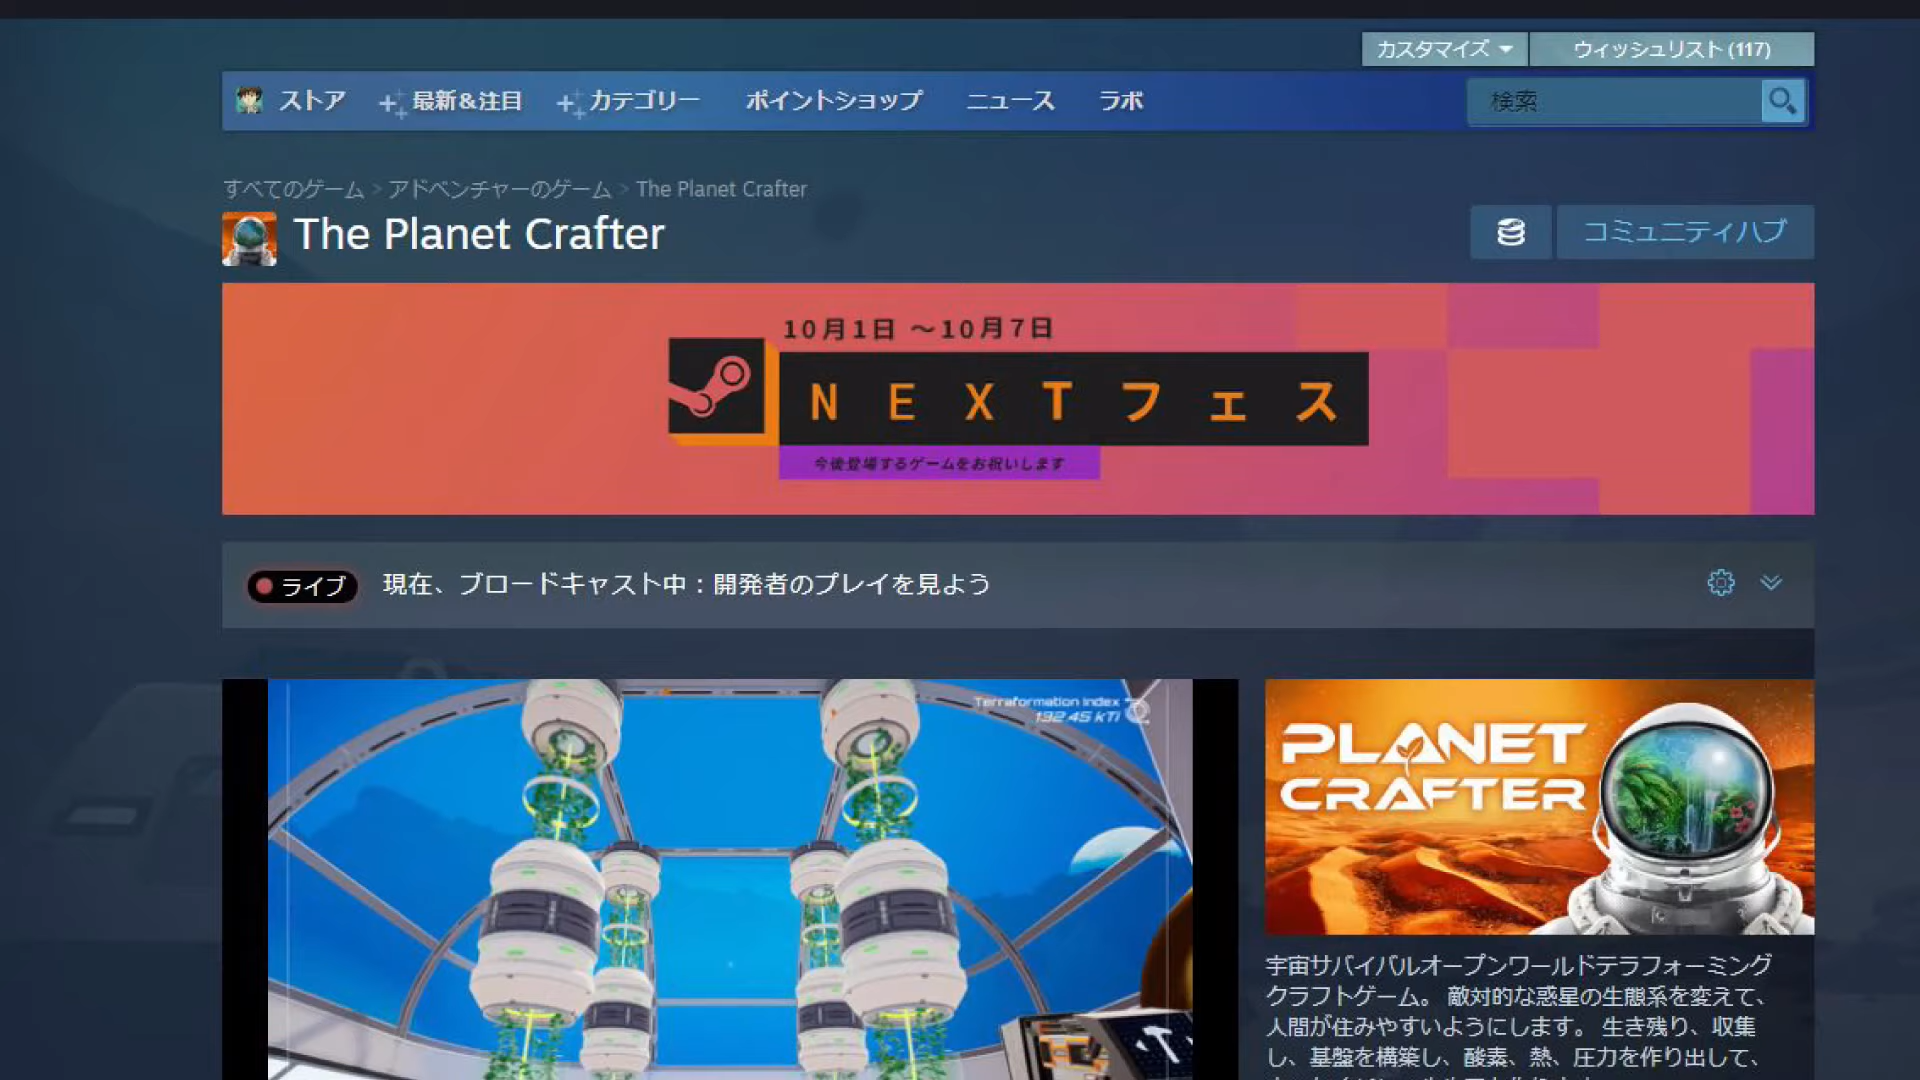 カスタマイズ
ウィッシュリスト (117)
ストア
最新&注目
カテゴリー
ポイントショップ
ニュース
ラボ
検索
すべてのゲーム > アドベンチャーのゲーム > The Planet Crafter
The Planet Crafter
コミュニティハブ
10月1日 〜10月7日
NEXTフェス
今後登場するゲームをお祝いします
ライブ
現在、ブロードキャスト中：開発者のプレイを見よう
Terraformation Index
132.45 kTi
PLANET
CRAFTER
宇宙サバイバルオープンワールドテラフォーミング
クラフトゲーム。 敵対的な惑星の生態系を変えて、
人間が住みやすいようにします。 生き残り、収集
し、基盤を構築し、酸素、熱、圧力を作り出して、